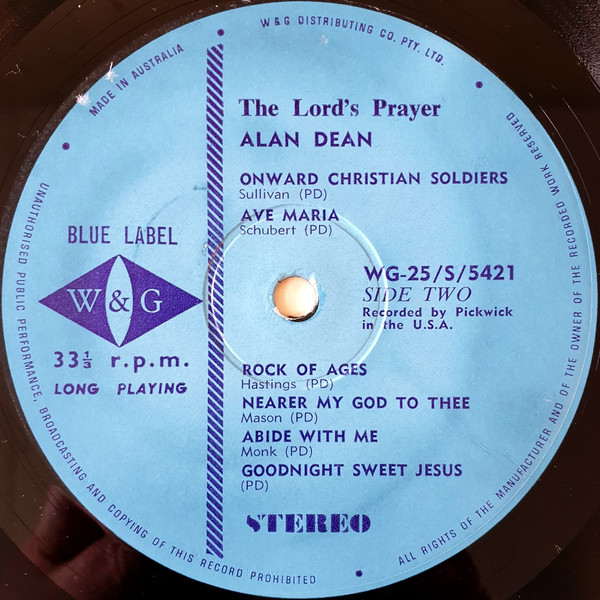 W & G DISTRIBUTING CO. PTY. LTD.
MADE IN AUSTRALIA
The Lord's Prayer
ALAN DEAN
ONWARD CHRISTIAN SOLDIERS
Sullivan (PD)
AVE MARIA
Schubert (PD)
BLUE LABEL
W&G
33⅓ r.p.m.
LONG PLAYING
WG-25/S/5421
SIDE TWO
Recorded by Pickwick
in the U.S.A.
ROCK OF AGES
Hastings (PD)
NEARER MY GOD TO THEE
Mason (PD)
ABIDE WITH ME
Monk (PD)
GOODNIGHT SWEET JESUS
(PD)
STEREO
UNAUTHORISED PUBLIC PERFORMANCE, BROADCASTING AND COPYING OF THIS RECORD PROHIBITED
ALL RIGHTS OF THE MANUFACTURER AND OF THE OWNER OF THE RECORDED WORK RESERVED